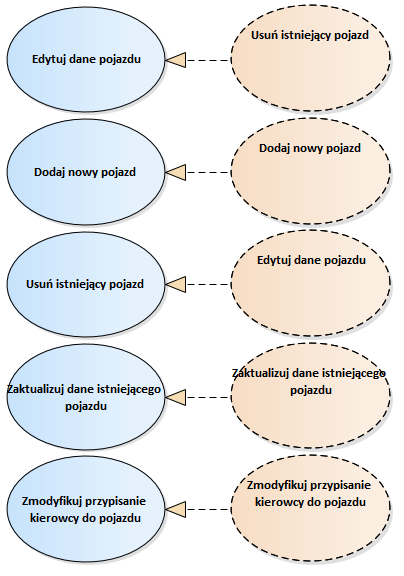 Edytuj dane pojazdu
Usuń istniejący pojazd
Dodaj nowy pojazd
Dodaj nowy pojazd
Usuń istniejący pojazd
Edytuj dane pojazdu
Zaktualizuj dane istniejącego
pojazdu
Zaktualizuj dane istniejącego
pojazdu
Zmodyfikuj przypisanie
kierowcy do pojazdu
Zmodyfikuj przypisanie
kierowcy do pojazdu